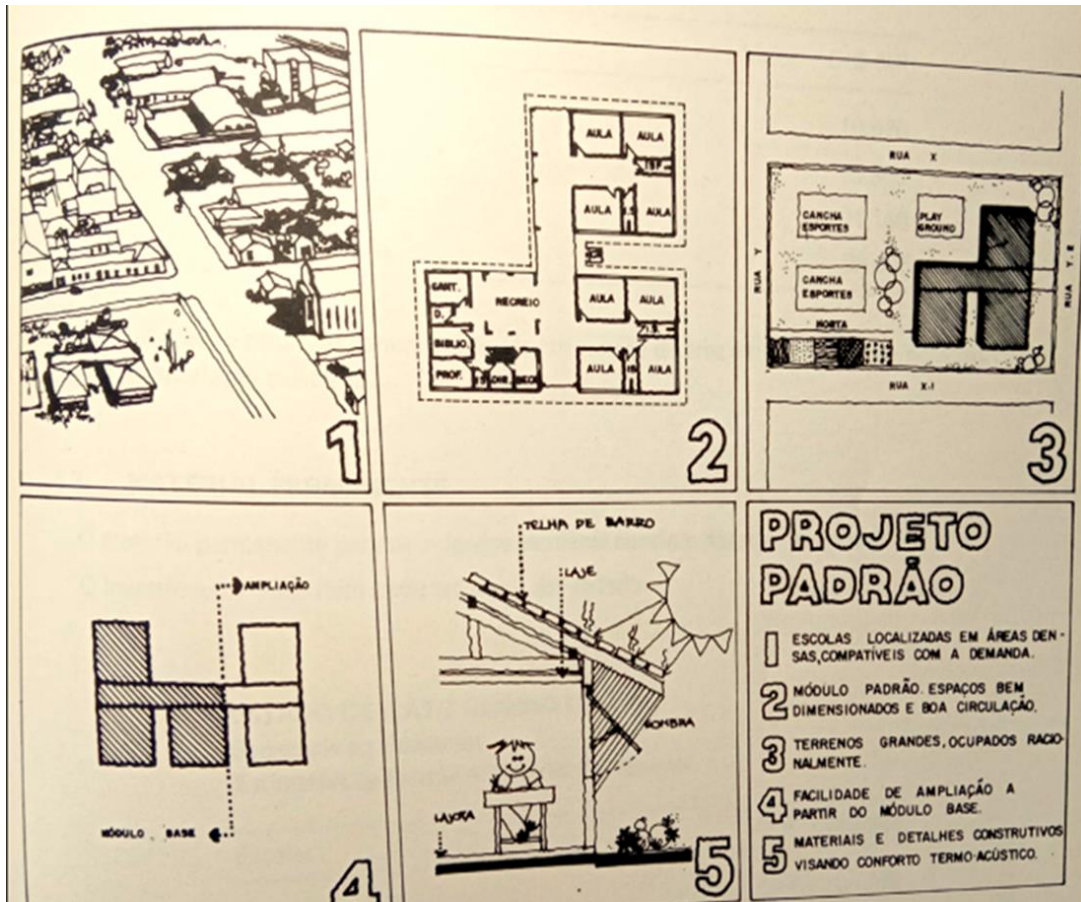 1
AULA
AULA
AULA
AULA
RECREIO
AULA
AULA
BIBLIO.
PROF.
AULA
AULA
2
RUA X
CANCHA
ESPORTES
PLAY
GROUND
RUA Y
CANCHA
ESPORTES
HORTA
RUA X-1
3
AMPLIAÇÃO
MÓDULO BASE
4
TELHA DE BARRO
LAJE
SOMBRA
LAJOTA
5
PROJETO
PADRÃO
1 ESCOLAS LOCALIZADAS EM ÁREAS DEN-
SAS, COMPATÍVEIS COM A DEMANDA.
2 MÓDULO PADRÃO. ESPAÇOS BEM
DIMENSIONADOS E BOA CIRCULAÇÃO.
3 TERRENOS GRANDES, OCUPADOS RACIO-
NALMENTE.
4 FACILIDADE DE AMPLIAÇÃO A
PARTIR DO MÓDULO BASE.
5 MATERIAIS E DETALHES CONSTRUTIVOS
VISANDO CONFORTO TERMO-ACÚSTICO.